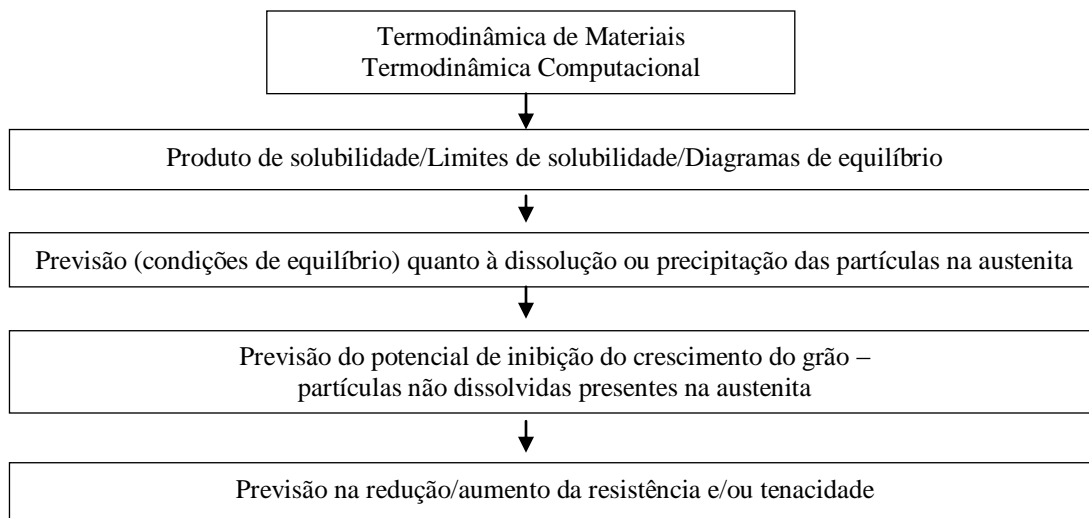 Termodinâmica de Materiais
Termodinâmica Computacional
Produto de solubilidade/Limites de solubilidade/Diagramas de equilíbrio
Previsão (condições de equilíbrio) quanto à dissolução ou precipitação das partículas na austenita
Previsão do potencial de inibição do crescimento do grão –
partículas não dissolvidas presentes na austenita
Previsão na redução/aumento da resistência e/ou tenacidade